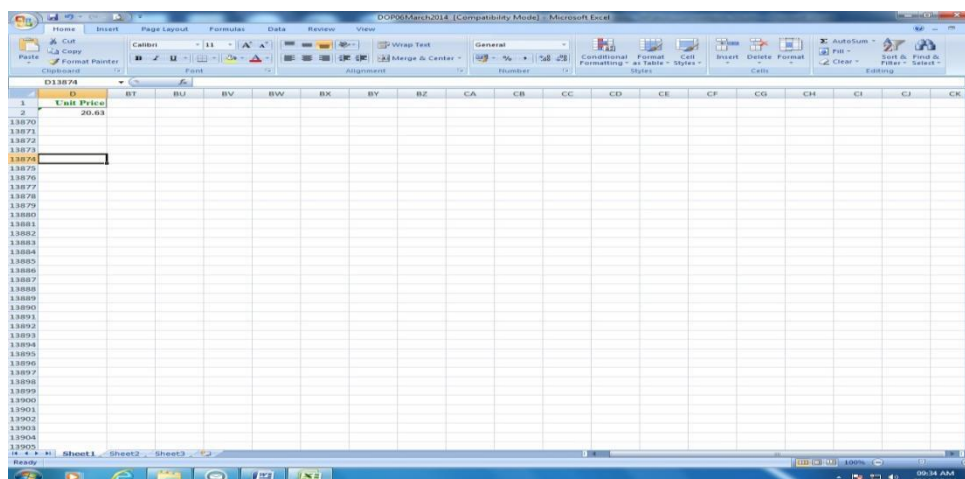 DOP06March2014 [Compatibility Mode] - Microsoft Excel
Home Insert Page Layout Formulas Data Review View
Cut
Copy
Format Painter
Paste
Clipboard
Calibri 11
Font
Wrap Text
Merge & Center
Alignment
General
Number
Conditional Formatting
Format as Table
Cell Styles
Styles
Insert Delete Format
Cells
AutoSum
Fill
Clear
Sort & Filter
Find & Select
Editing
D13874 fx
D BT BU BV BW BX BY BZ CA CB CC CD CE CF CG CH CI CJ CK
1 Unit Price
2 20.63
13870
13871
13872
13873
13874
13875
13876
13877
13878
13879
13880
13881
13882
13883
13884
13885
13886
13887
13888
13889
13890
13891
13892
13893
13894
13895
13896
13897
13898
13899
13900
13901
13902
13903
13904
13905
Sheet1 Sheet2 Sheet3
Ready 100%
09:34 AM